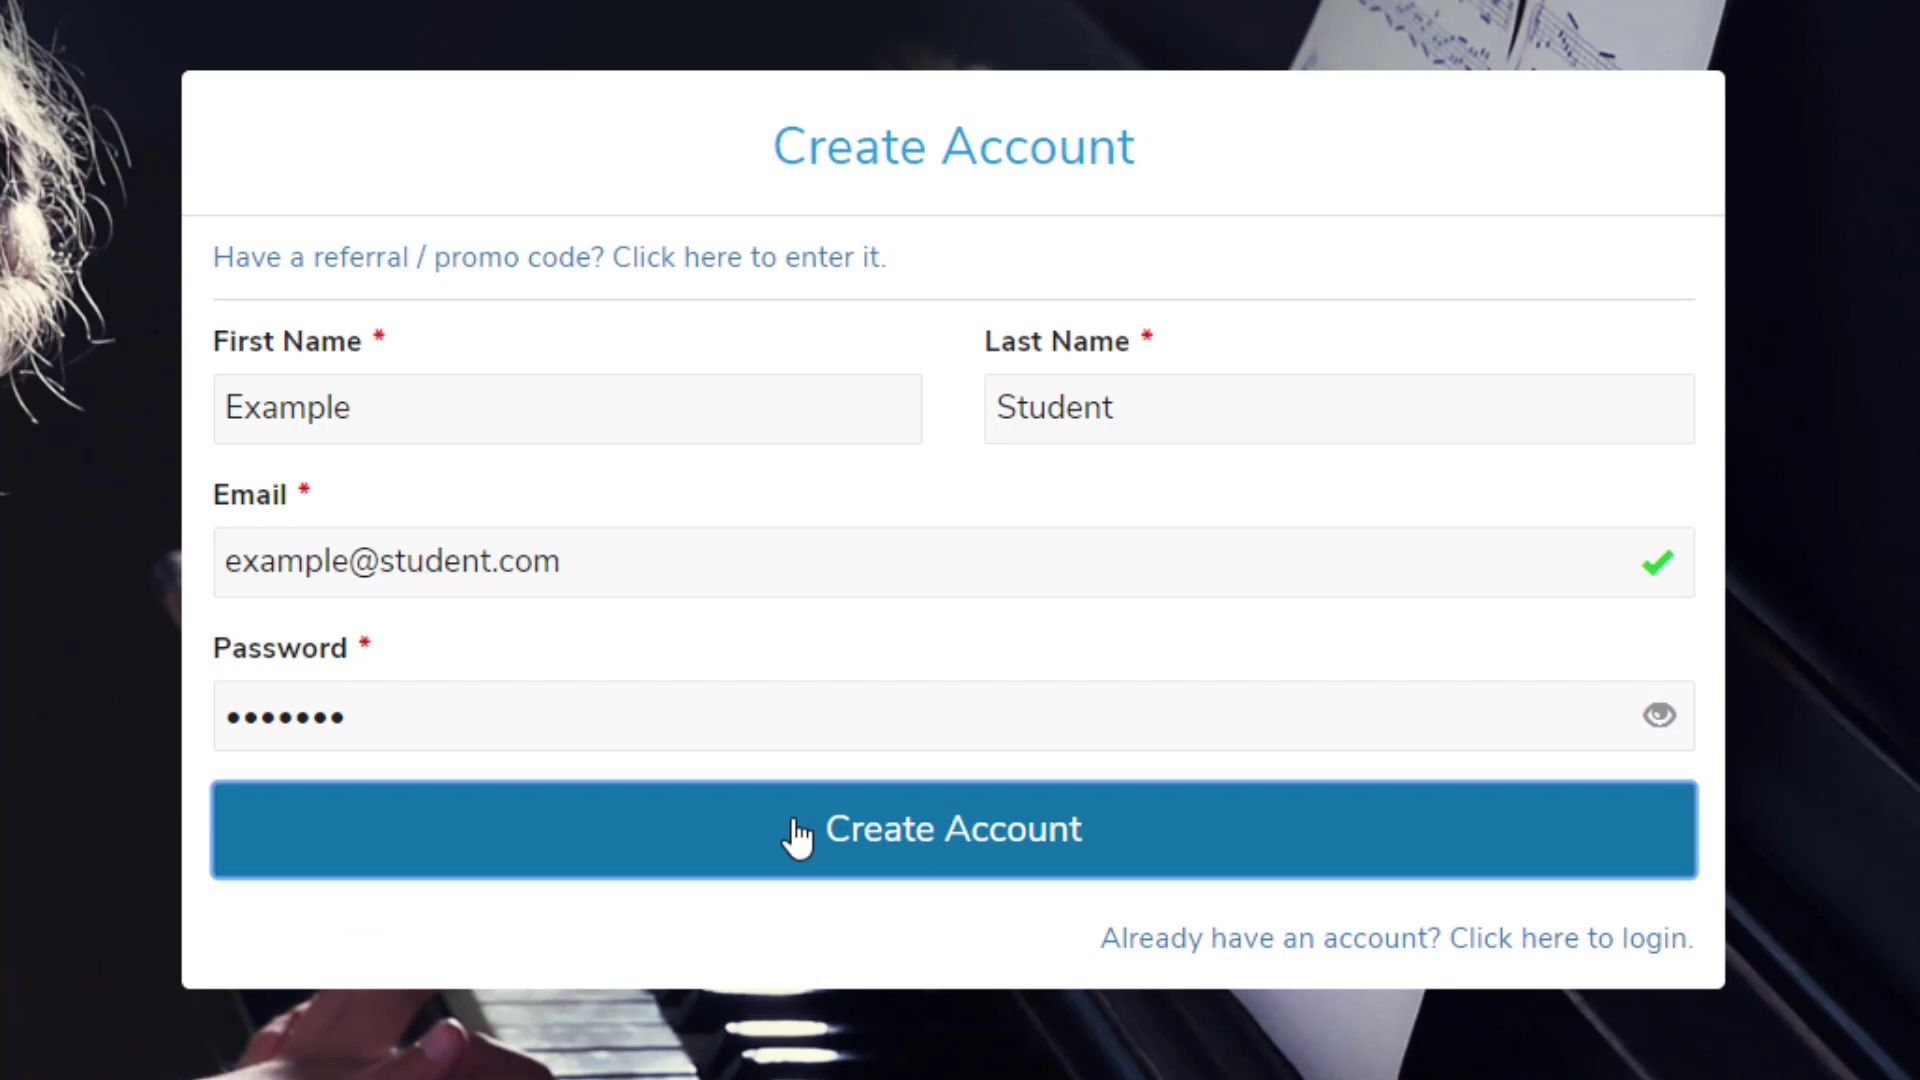 Create Account
Have a referral / promo code? Click here to enter it.
First Name *
Last Name *
Example
Student
Email *
example@student.com
Password *
•••••••
Create Account
Already have an account? Click here to login.